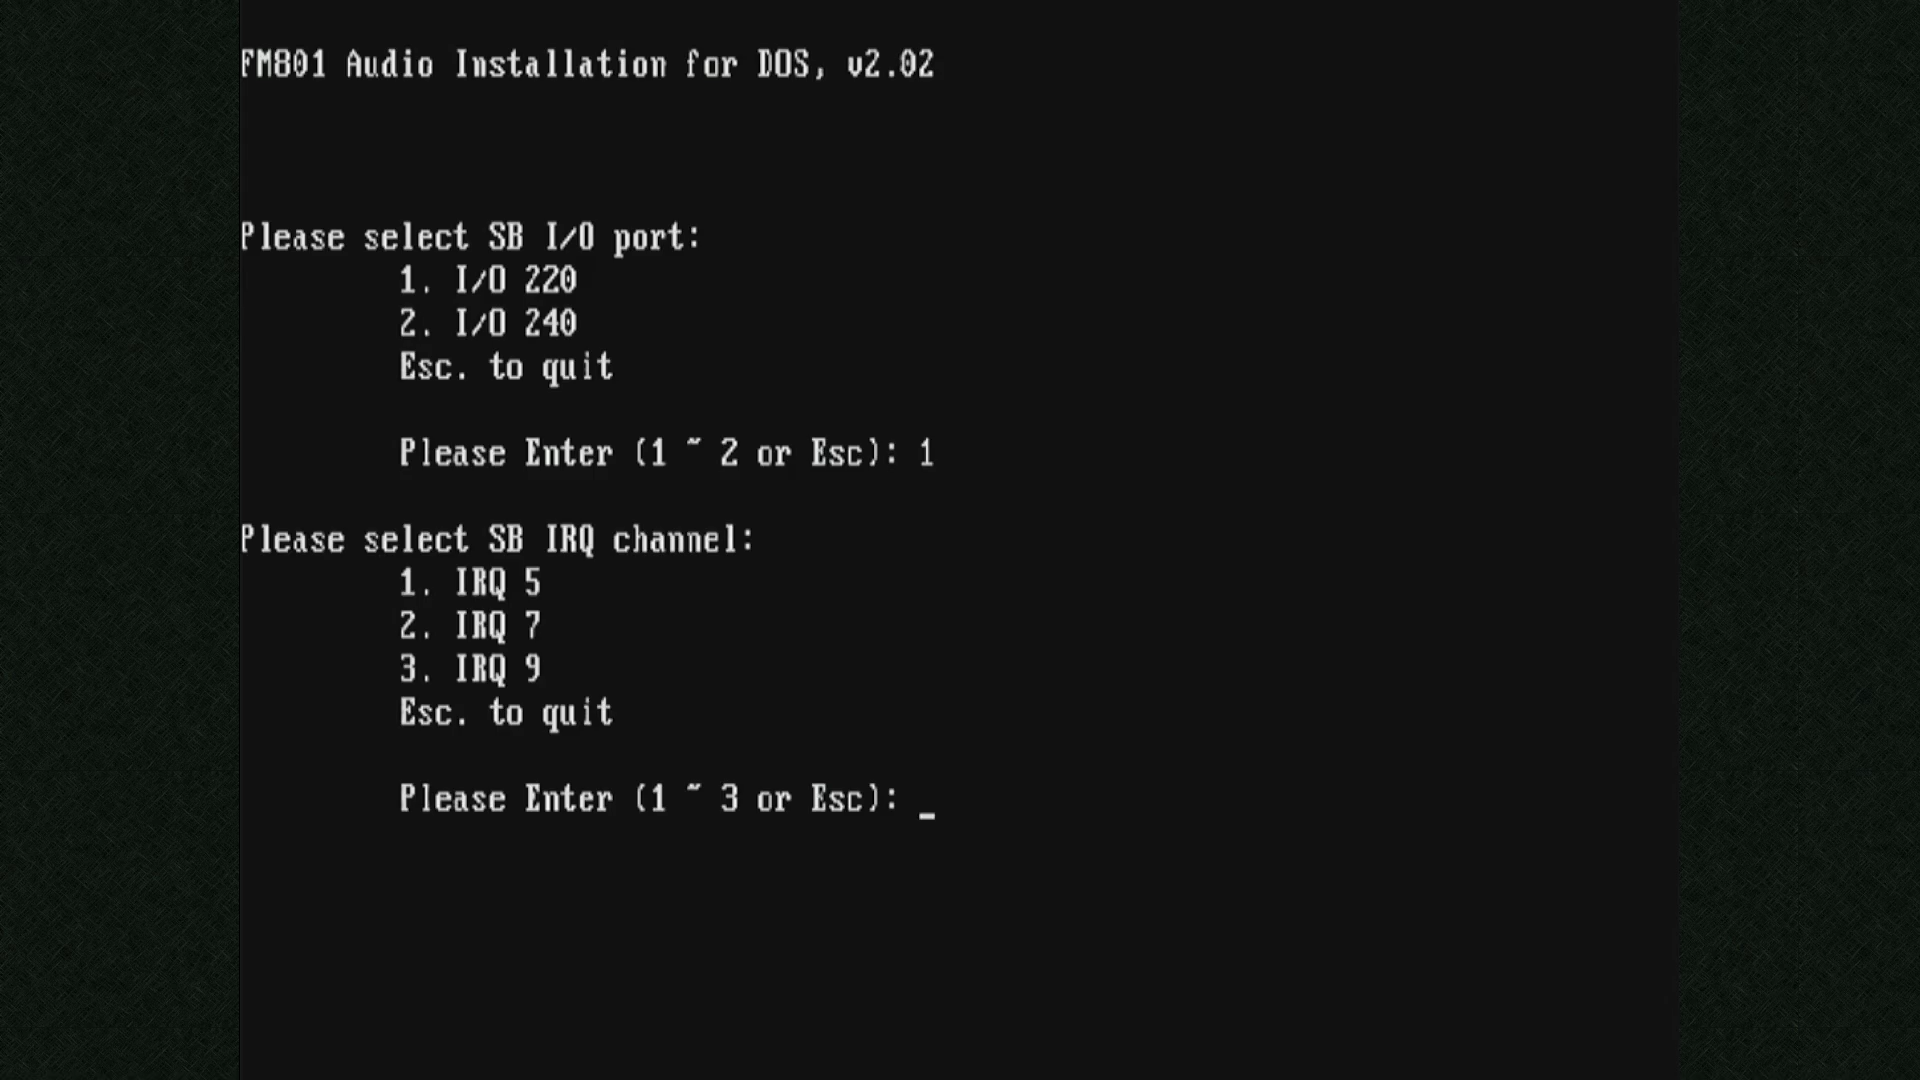 FM801 Audio Installation for DOS, v2.02
Please select SB I/O port:
1. I/O 220
2. I/O 240
Esc. to quit
Please Enter (1 ~ 2 or Esc): 1
Please select SB IRQ channel:
1. IRQ 5
2. IRQ 7
3. IRQ 9
Esc. to quit
Please Enter (1 ~ 3 or Esc): _